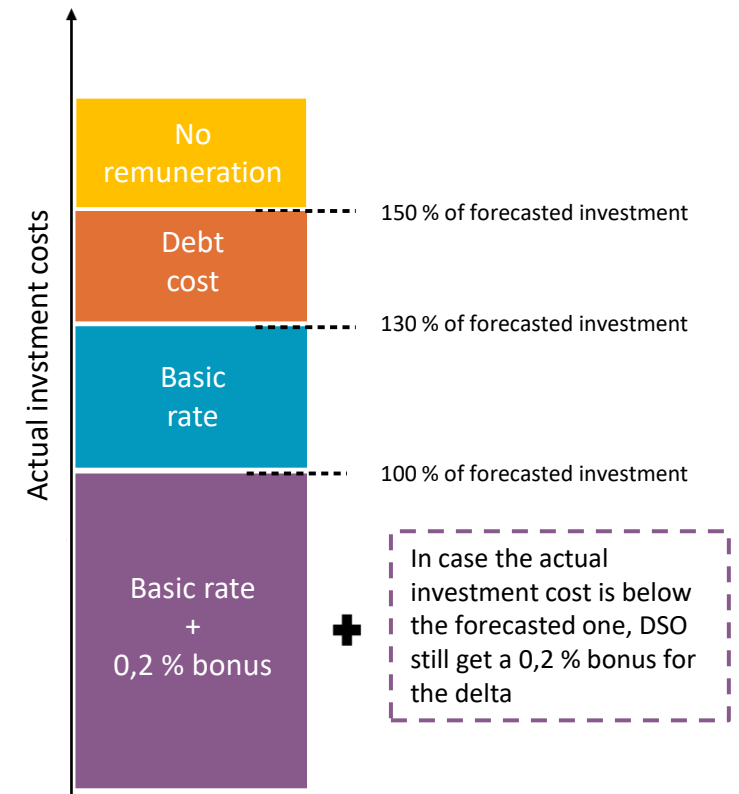 No
remuneration
150 % of forecasted investment
Debt
cost
130 % of forecasted investment
Actual invstment costs
Basic
rate
100 % of forecasted investment
Basic rate
+
0,2 % bonus
In case the actual
investment cost is below
the forecasted one, DSO
still get a 0,2 % bonus for
the delta